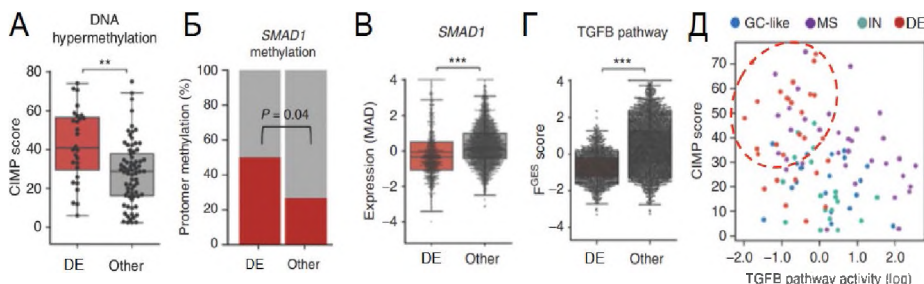 А
DNA
hypermethylation
**
CIMP score
80
60
40
20
0
DE
Other
Б
SMAD1
methylation
Protomer methylation (%)
100
80
60
40
20
0
P = 0.04
DE
Other
В
SMAD1
***
Expression (MAD)
4
2
0
−2
−4
DE
Other
Г
TGFB pathway
***
FGES score
4
2
0
−2
−4
DE
Other
Д
GC-like MS IN DE
CIMP score
80
70
60
50
40
30
20
10
0
−2.0 −1.0 0.0 1.0 2.0
TGFB pathway activity (log)